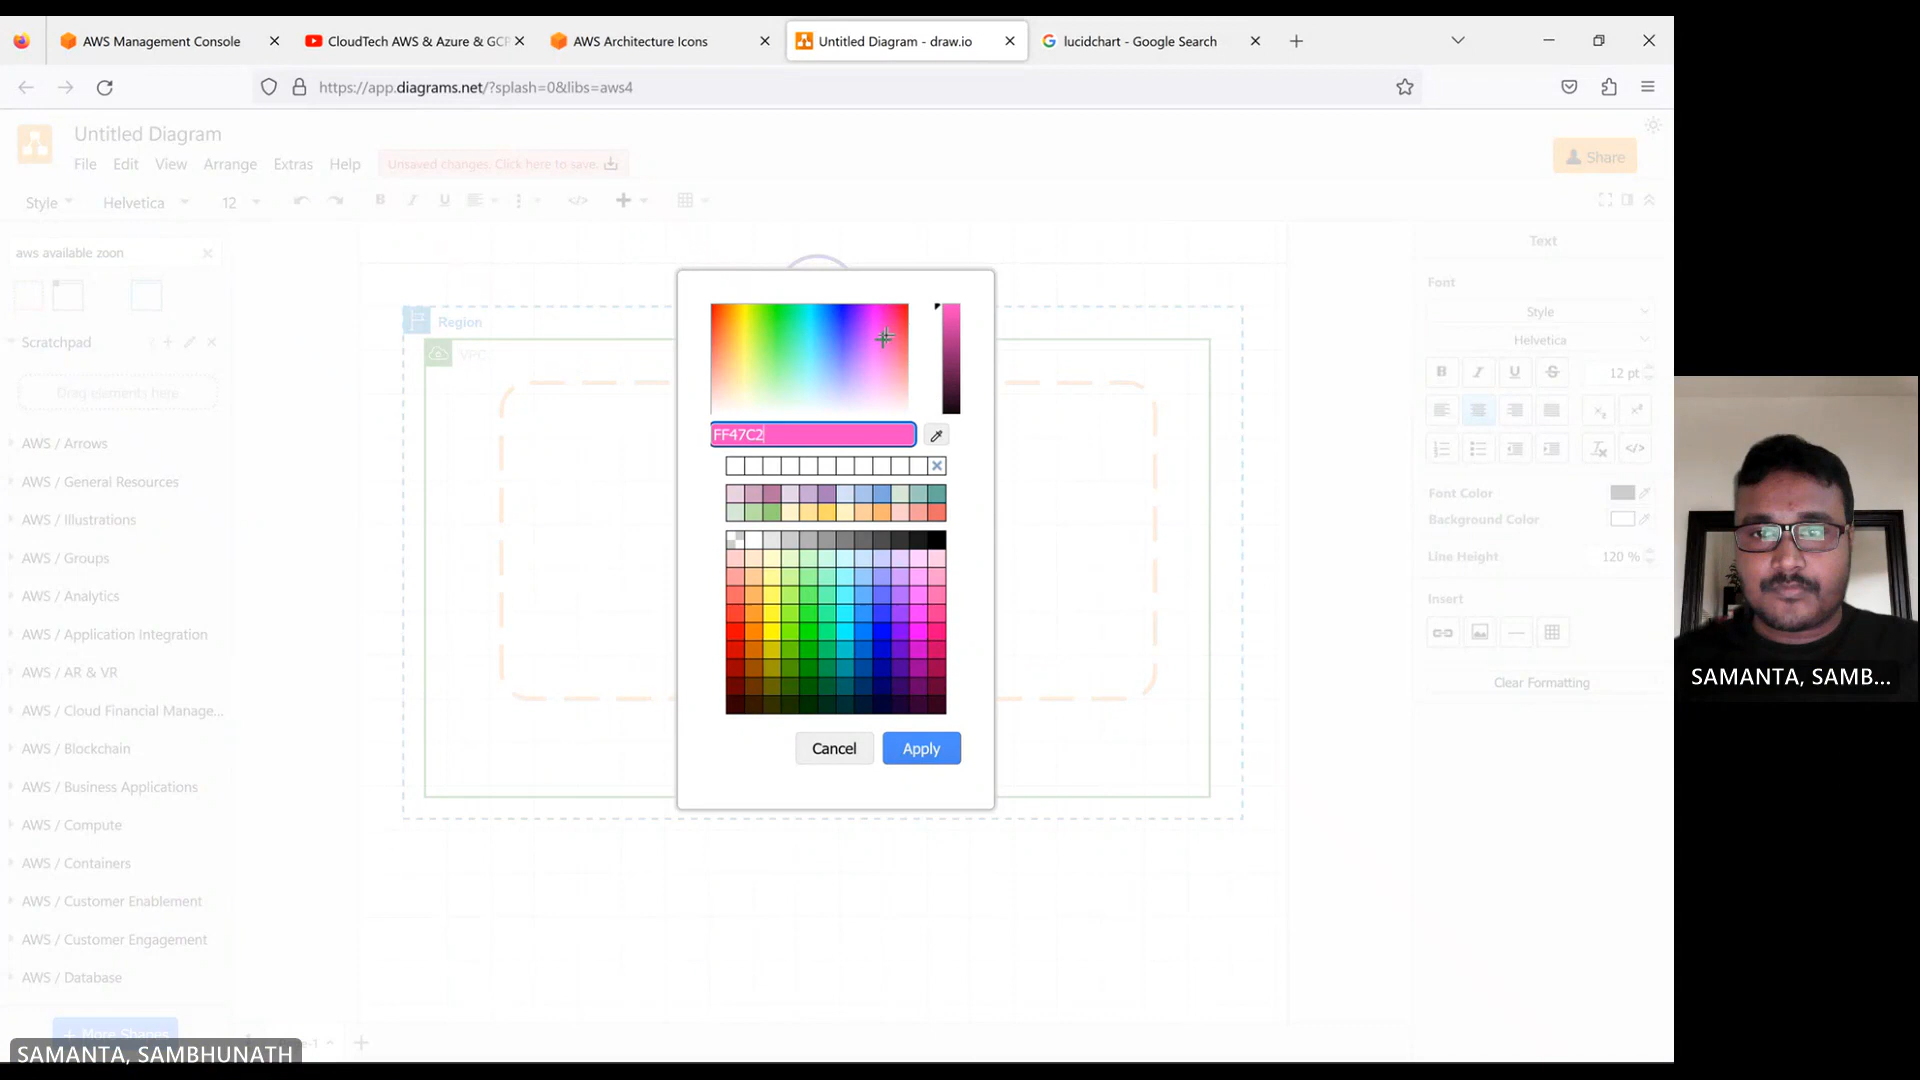 AWS Management Console
CloudTech AWS & Azure & GCP
AWS Architecture Icons
Untitled Diagram - draw.io
lucidchart - Google Search
https://app.diagrams.net/?splash=0&libs=aws4
Untitled Diagram
File Edit View Arrange Extras Help
Unsaved changes. Click here to save.
Share
Style Helvetica 12
aws available zoon
Scratchpad
Drag elements here
AWS / Arrows
AWS / General Resources
AWS / Illustrations
AWS / Groups
AWS / Analytics
AWS / Application Integration
AWS / AR & VR
AWS / Cloud Financial Manage...
AWS / Blockchain
AWS / Business Applications
AWS / Compute
AWS / Containers
AWS / Customer Enablement
AWS / Customer Engagement
AWS / Database
+ More Shapes
Region
VPC
FF47C2
Cancel
Apply
Text
Font
Style
Helvetica
B I U S 12 pt
Font Color
Background Color
Line Height 120 %
Insert
Clear Formatting
SAMANTA, SAMB...
SAMANTA, SAMBHUNATH